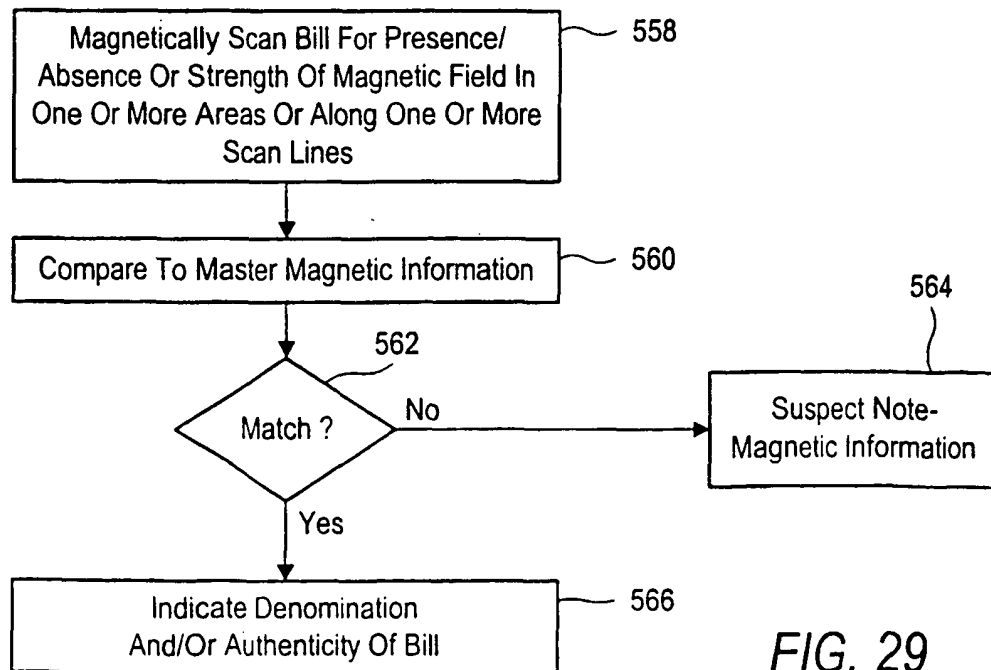 Magnetically Scan Bill For Presence/
Absence Or Strength Of Magnetic Field In
One Or More Areas Or Along One Or More
Scan Lines
558
Compare To Master Magnetic Information
560
562
Match ?
No
564
Suspect Note-
Magnetic Information
Yes
Indicate Denomination
And/Or Authenticity Of Bill
566
FIG. 29